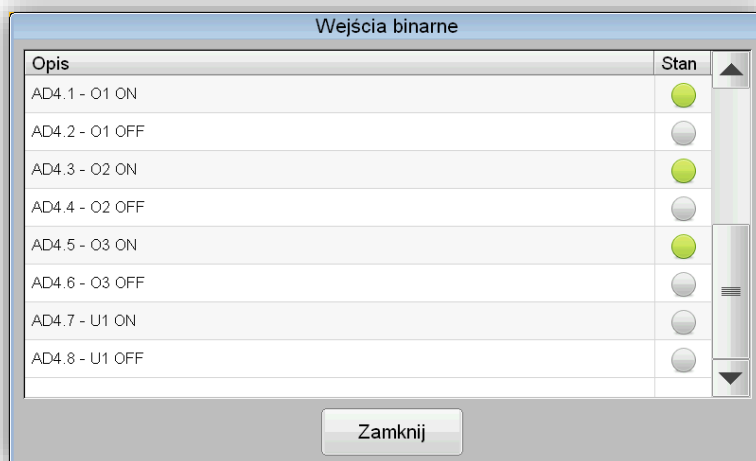 Wejścia binarne
Opis Stan
AD4.1 - O1 ON
AD4.2 - O1 OFF
AD4.3 - O2 ON
AD4.4 - O2 OFF
AD4.5 - O3 ON
AD4.6 - O3 OFF
AD4.7 - U1 ON
AD4.8 - U1 OFF
Zamknij